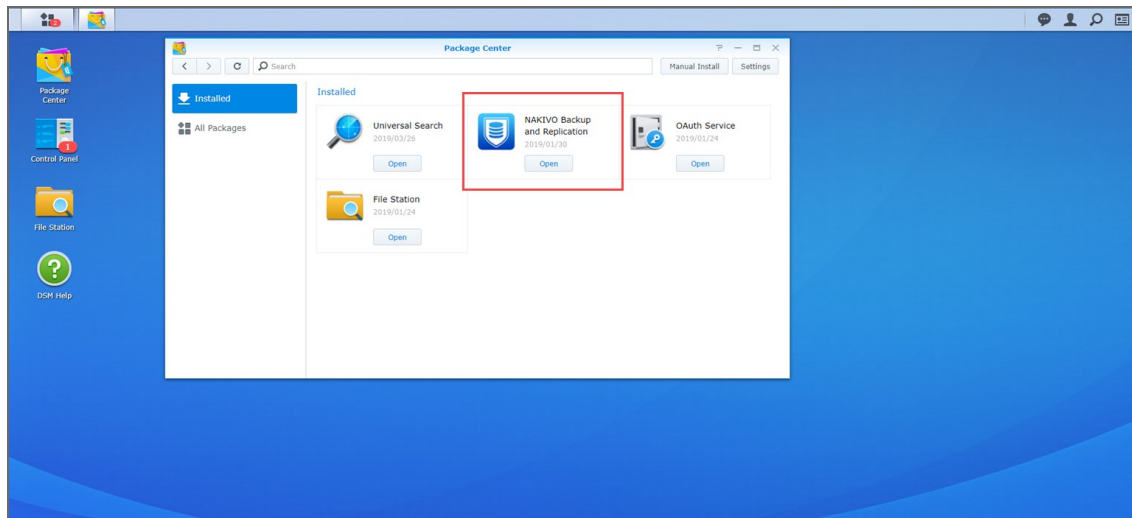 2
Package
Center
1
Control Panel
File Station
DSM Help
Package Center
Search
Manual Install
Settings
Installed
All Packages
Installed
Universal Search
2019/03/26
Open
NAKIVO Backup
and Replication
2019/01/30
Open
OAuth Service
2019/01/24
Open
File Station
2019/01/24
Open